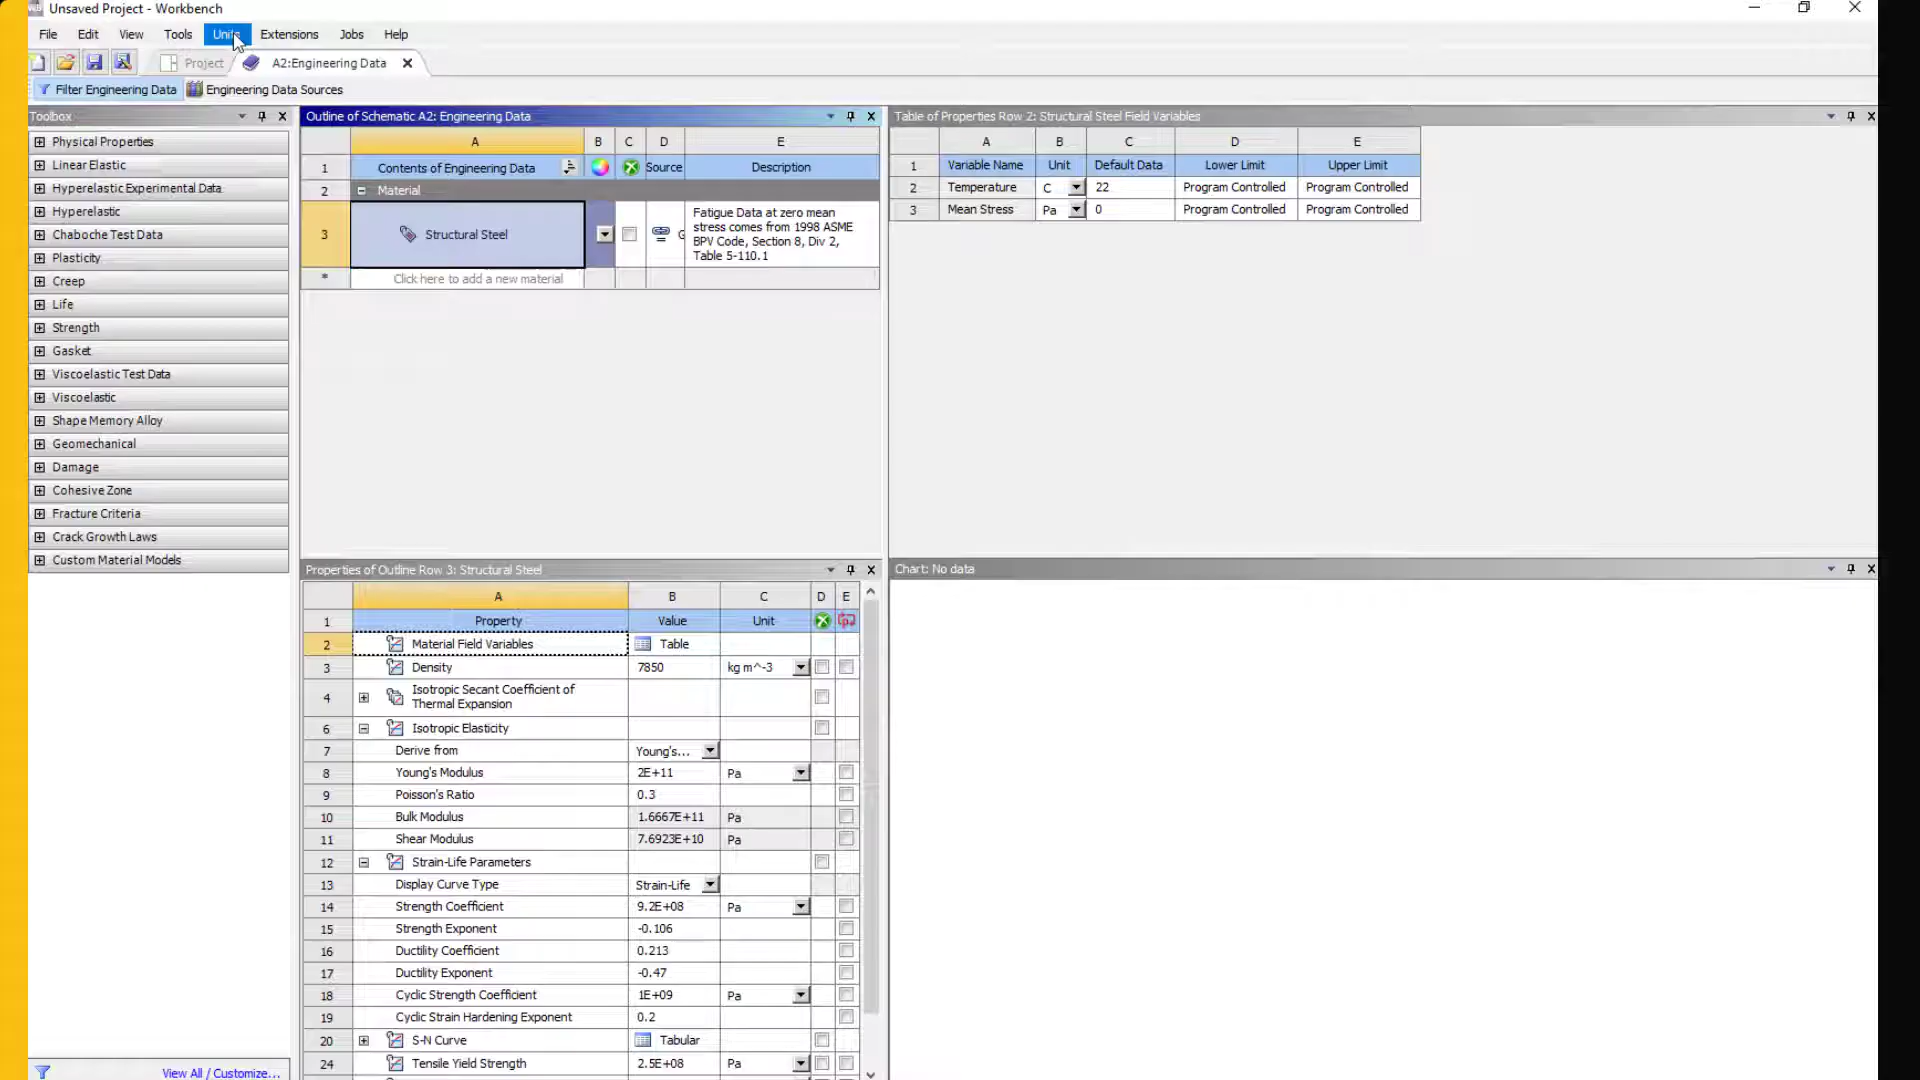 Unsaved Project - Workbench
File Edit View Tools Units Extensions Jobs Help
Project A2:Engineering Data
Filter Engineering Data Engineering Data Sources
Toolbox
Physical Properties
Linear Elastic
Hyperelastic Experimental Data
Hyperelastic
Chaboche Test Data
Plasticity
Creep
Life
Strength
Gasket
Viscoelastic Test Data
Viscoelastic
Shape Memory Alloy
Geomechanical
Damage
Cohesive Zone
Fracture Criteria
Crack Growth Laws
Custom Material Models
View All / Customize...
Outline of Schematic A2: Engineering Data
A B C D E
1 Contents of Engineering Data Source Description
2 Material
3 Structural Steel G Fatigue Data at zero mean
stress comes from 1998 ASME
BPV Code, Section 8, Div 2,
Table 5-110.1
* Click here to add a new material
Table of Properties Row 2: Structural Steel Field Variables
A B C D E
1 Variable Name Unit Default Data Lower Limit Upper Limit
2 Temperature C 22 Program Controlled Program Controlled
3 Mean Stress Pa 0 Program Controlled Program Controlled
Properties of Outline Row 3: Structural Steel
A B C D E
1 Property Value Unit
2 Material Field Variables Table
3 Density 7850 kg m^-3
4 Isotropic Secant Coefficient of
Thermal Expansion
6 Isotropic Elasticity
7 Derive from Young's...
8 Young's Modulus 2E+11 Pa
9 Poisson's Ratio 0.3
10 Bulk Modulus 1.6667E+11 Pa
11 Shear Modulus 7.6923E+10 Pa
12 Strain-Life Parameters
13 Display Curve Type Strain-Life
14 Strength Coefficient 9.2E+08 Pa
15 Strength Exponent -0.106
16 Ductility Coefficient 0.213
17 Ductility Exponent -0.47
18 Cyclic Strength Coefficient 1E+09 Pa
19 Cyclic Strain Hardening Exponent 0.2
20 S-N Curve Tabular
24 Tensile Yield Strength 2.5E+08 Pa
Chart: No data